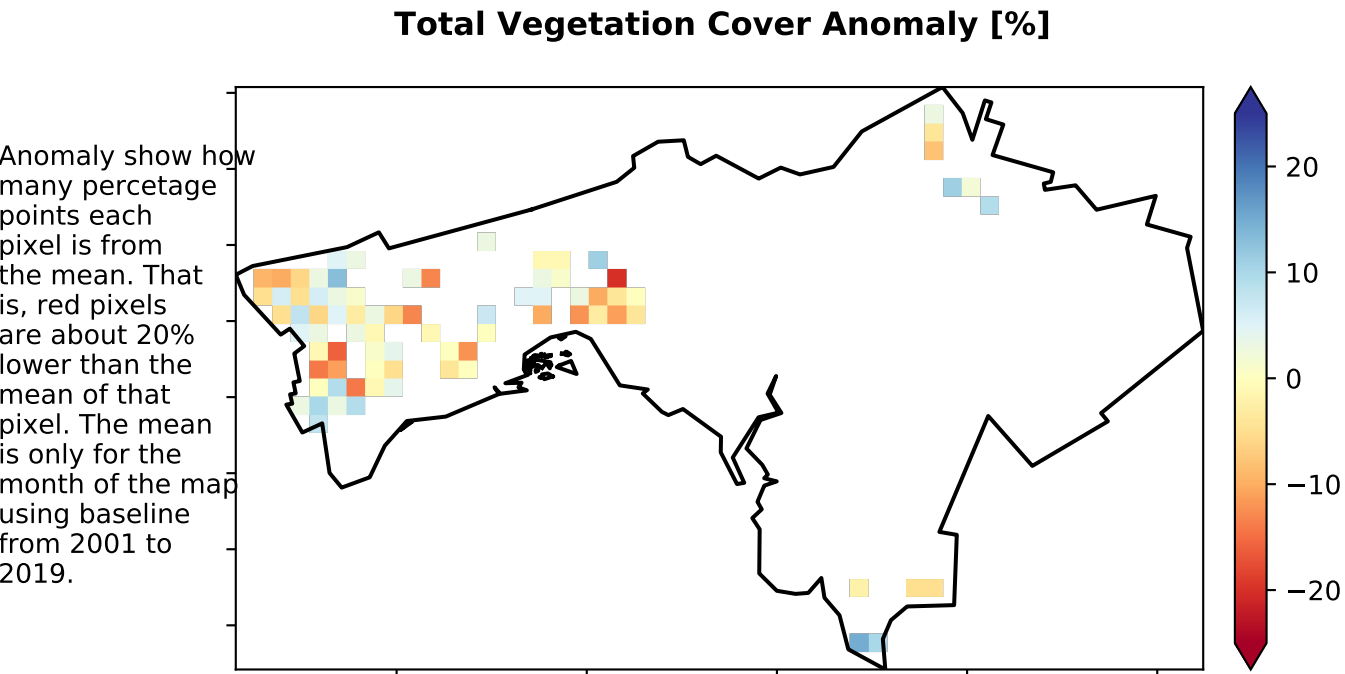 Total Vegetation Cover Anomaly [%]
Anomaly show how
many percetage
points each
pixel is from
the mean. That
is, red pixels
are about 20%
lower than the
mean of that
pixel. The mean
is only for the
month of the map
using baseline
from 2001 to
2019.
20
10
0
−10
−20